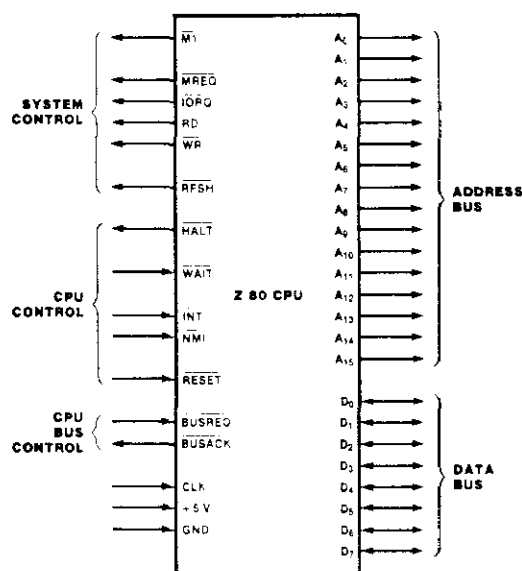 M1
MREQ
IORQ
RD
WR
RFSH
SYSTEM
CONTROL
HALT
WAIT
INT
NMI
RESET
CPU
CONTROL
BUSREQ
BUSACK
CPU
BUS
CONTROL
CLK
+5 V
GND
Z 80 CPU
A₀
A₁
A₂
A₃
A₄
A₅
A₆
A₇
A₈
A₉
A₁₀
A₁₁
A₁₂
A₁₃
A₁₄
A₁₅
ADDRESS
BUS
D₀
D₁
D₂
D₃
D₄
D₅
D₆
D₇
DATA
BUS